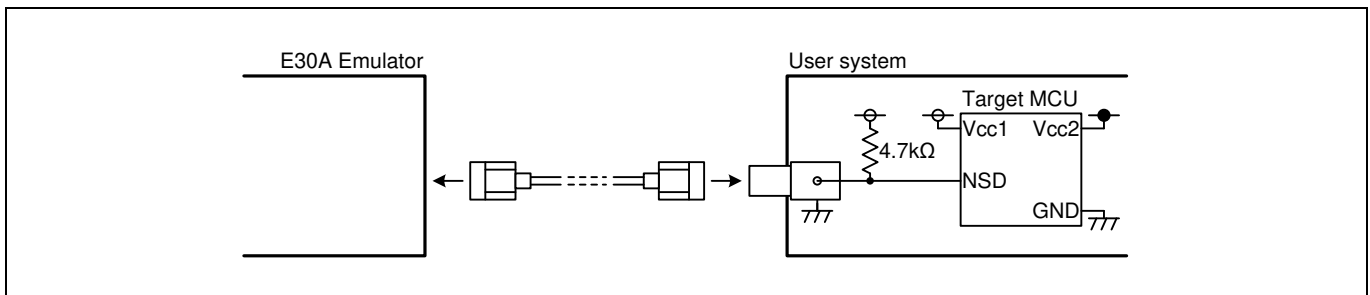 E30A Emulator
User system
Target MCU
Vcc1 Vcc2
4.7kΩ
NSD
GND